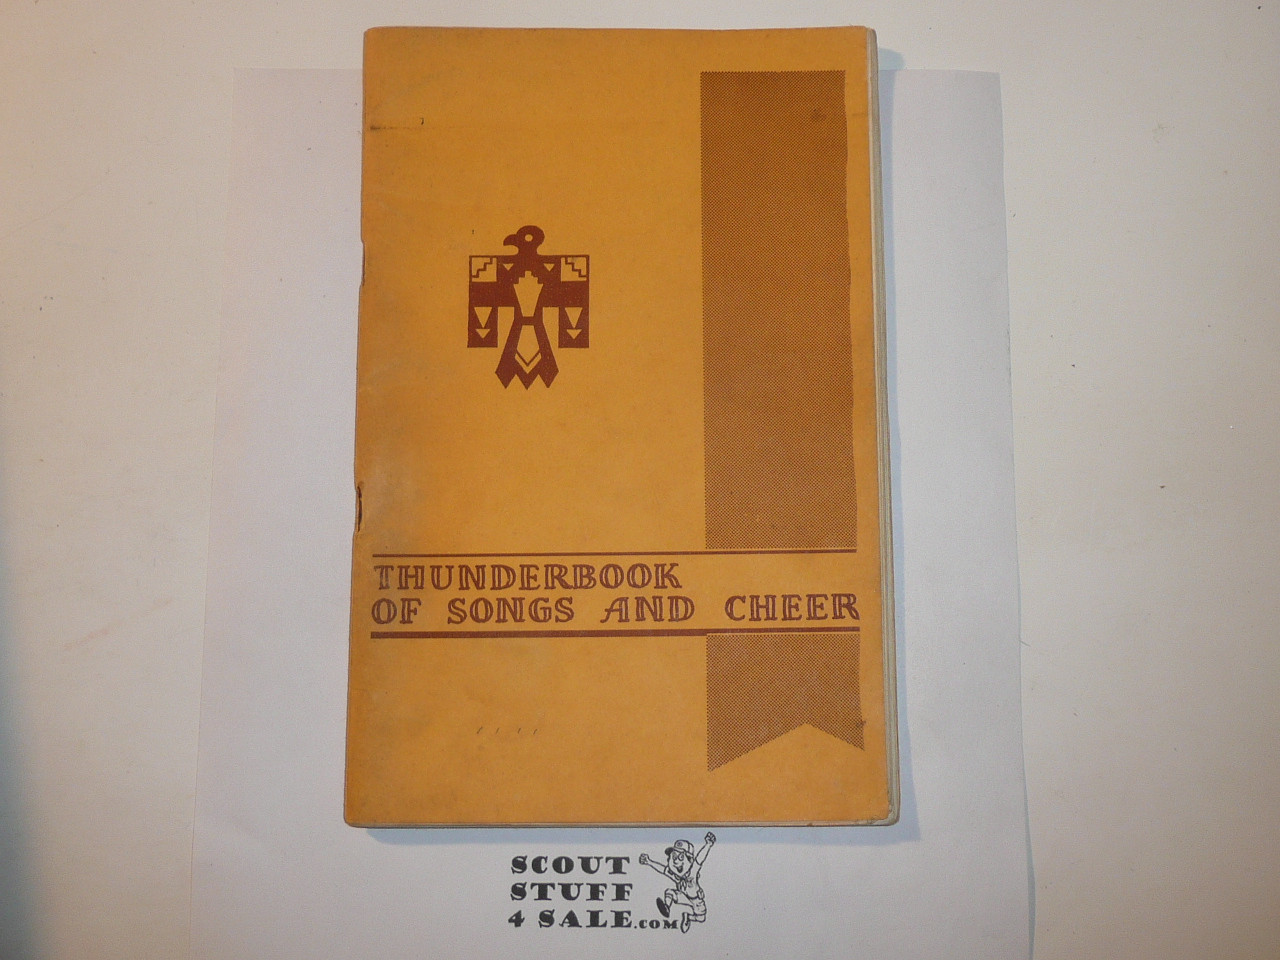 THUNDERBOOK
OF SONGS AND CHEER
SCOUT
STUFF
4 SALE.COM